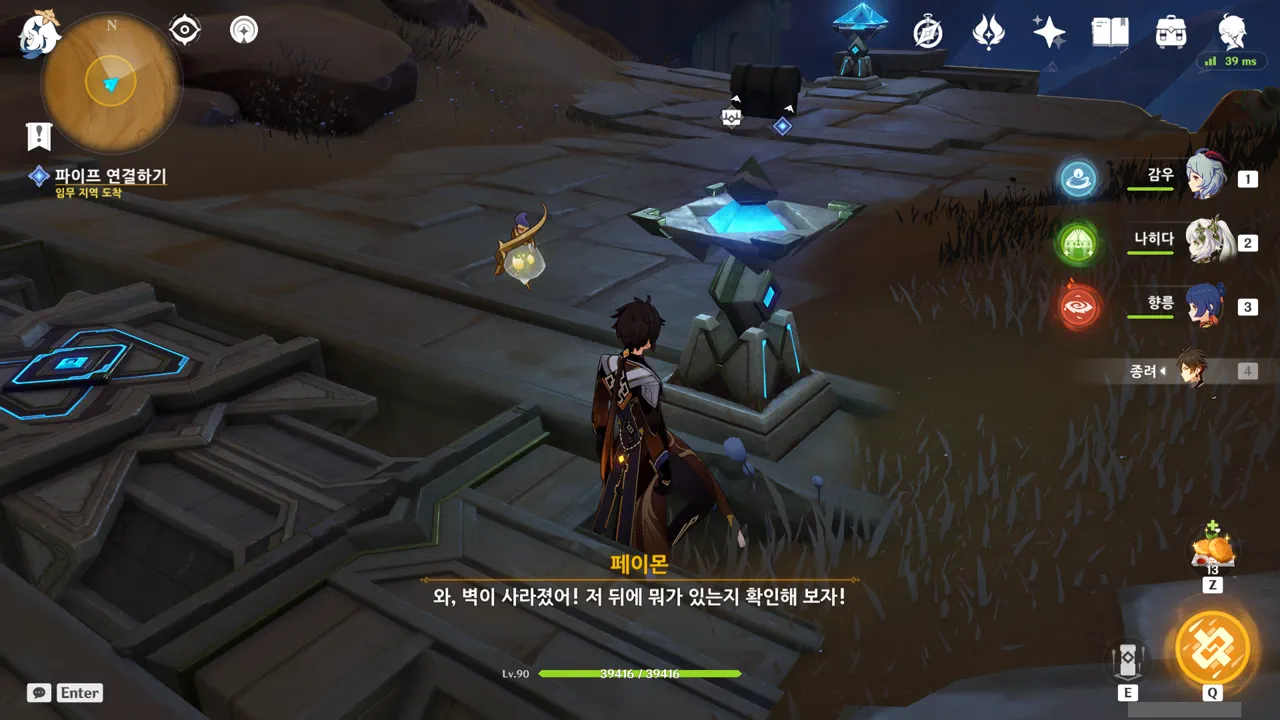 N
39 ms
파이프 연결하기
임무 지역 도착
감우
1
나히다
2
향릉
3
종려
4
13
Z
페이몬
와, 벽이 사라졌어! 저 뒤에 뭐가 있는지 확인해 보자!
Lv.90
39416 / 39416
Enter
E
Q